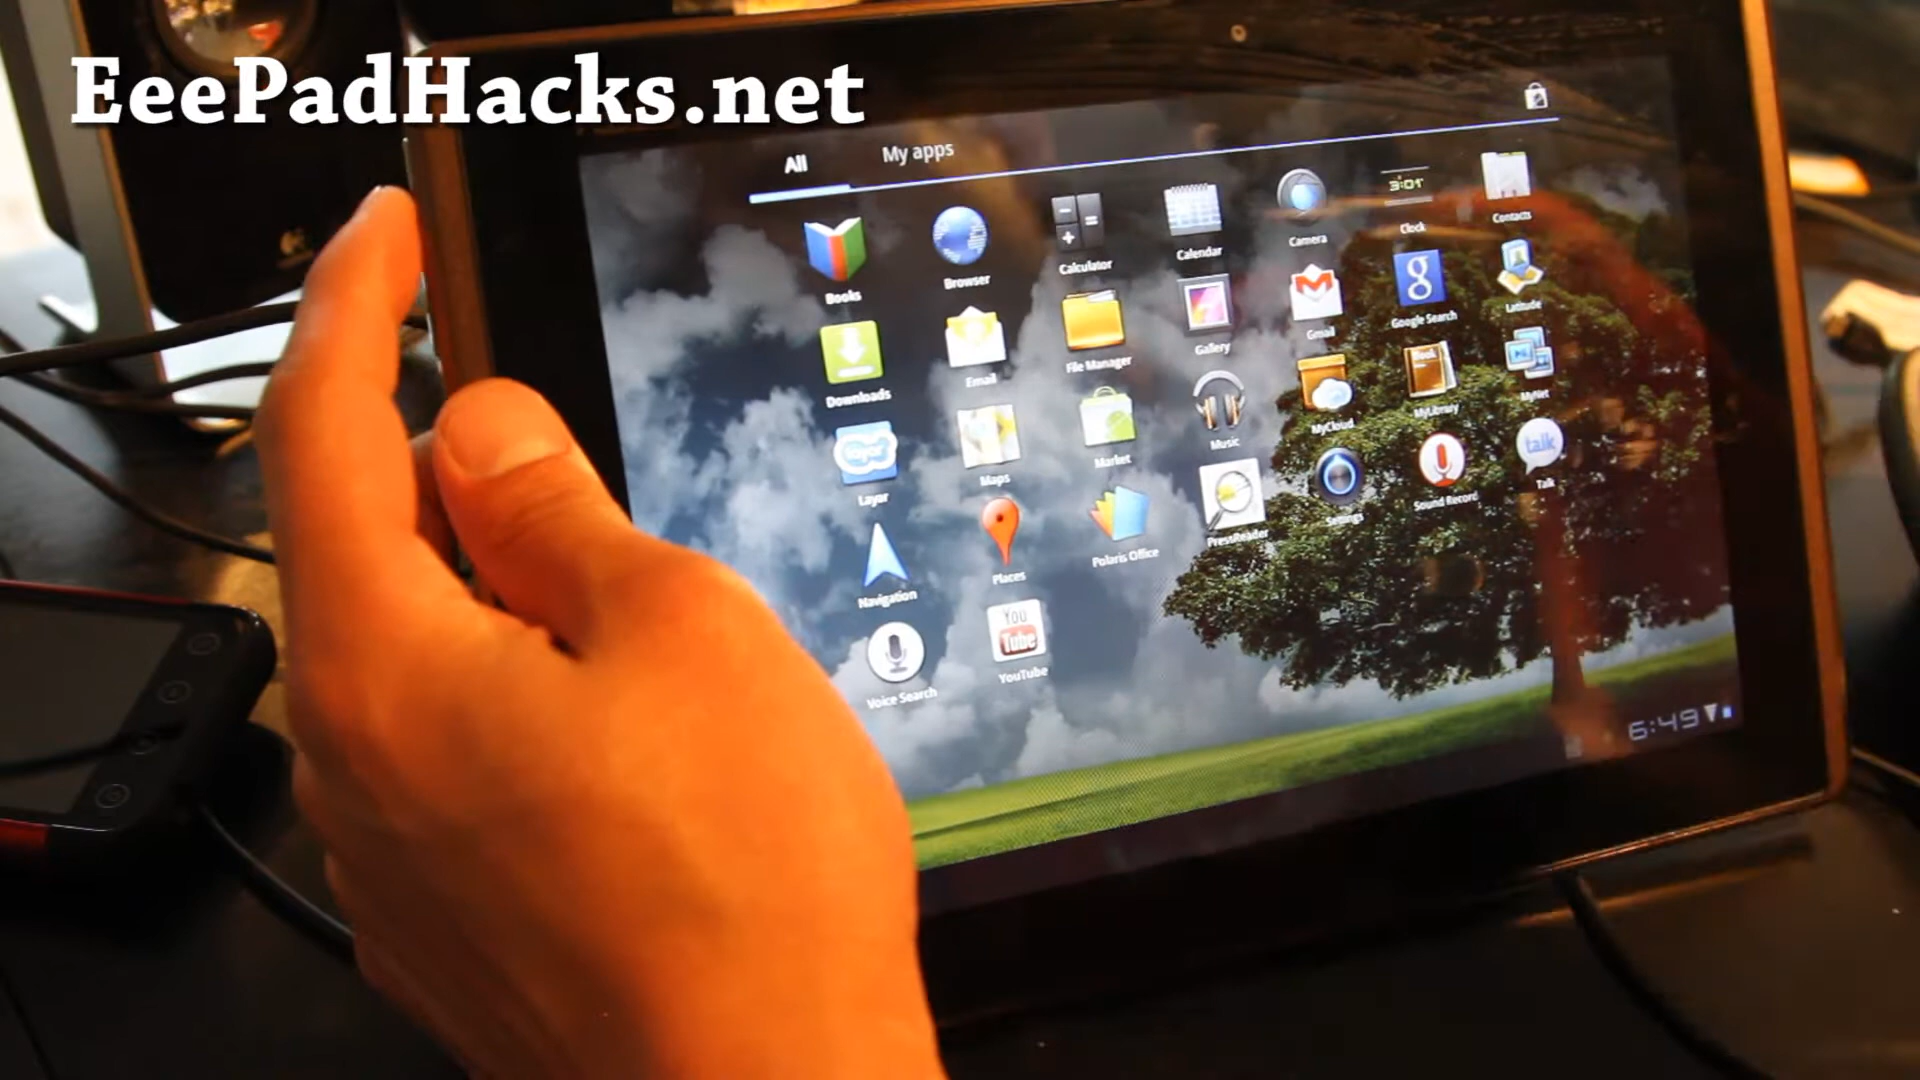 EeePadHacks.net
All
My apps
3:01
Books
Browser
Calculator
Calendar
Camera
Clock
Contacts
g
Downloads
Email
File Manager
Gallery
Gmail
Google Search
Latitude
layar
Book
Layar
Maps
Market
Music
MyCloud
MyLibrary
MyNet
talk
Navigation
Places
Polaris Office
PressReader
Settings
Sound Record
Talk
You
Tube
Voice Search
YouTube
6:49